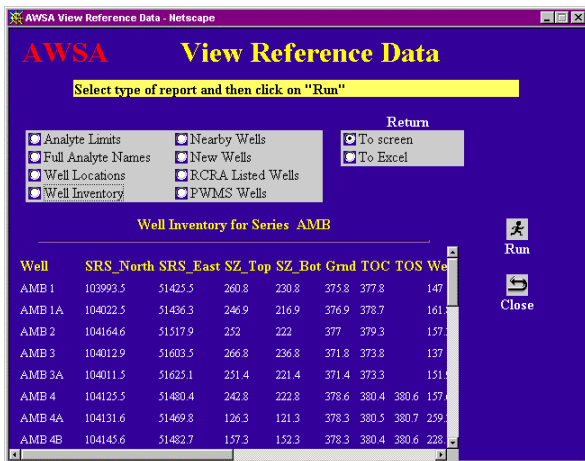 AWSA View Reference Data - Netscape
AWSA View Reference Data
Select type of report and then click on "Run"
Return
Analyte Limits Nearby Wells To screen
Full Analyte Names New Wells To Excel
Well Locations RCRA Listed Wells
Well Inventory PWMS Wells
Well Inventory for Series AMB
Run
Close
Well SRS_North SRS_East SZ_Top SZ_Bot Grnd TOC TOS We
AMB 1 103993.5 51425.5 260.8 230.8 375.8 377.8 147
AMB 1A 104022.5 51436.3 246.9 216.9 376.9 378.7 161.
AMB 2 104164.6 51517.9 252 222 377 379.3 157.
AMB 3 104012.9 51603.5 266.8 236.8 371.8 373.8 137
AMB 3A 104011.5 51625.1 251.4 221.4 371.4 373.3 151.
AMB 4 104125.5 51480.4 242.8 222.8 378.6 380.4 380.6 157.
AMB 4A 104131.6 51469.8 126.3 121.3 378.3 380.5 380.7 259.
AMB 4B 104145.6 51482.7 157.3 152.3 378.3 380.4 380.6 228.